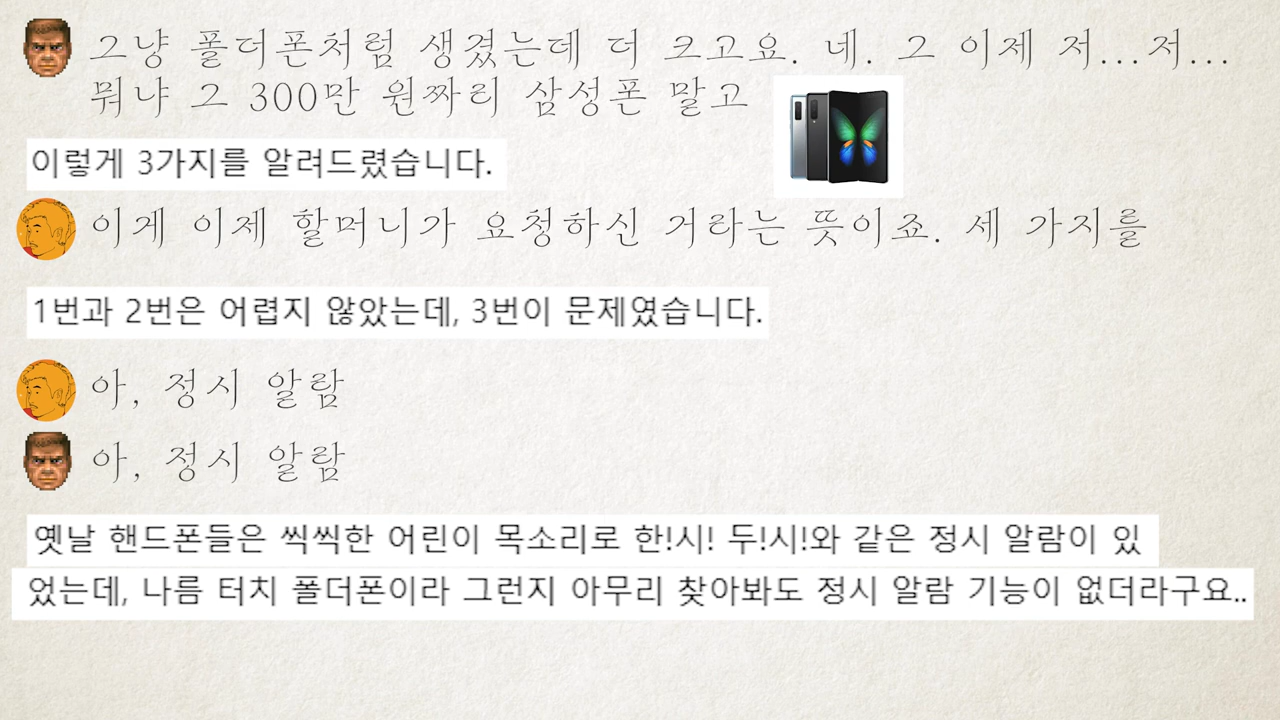 그냥 폴더폰처럼 생겼는데 더 크고요. 네. 그 이제 저...저...
뭐냐 그 300만 원짜리 삼성폰 말고
이렇게 3가지를 알려드렸습니다.
이게 이제 할머니가 요청하신 거라는 뜻이죠. 세 가지를
1번과 2번은 어렵지 않았는데, 3번이 문제였습니다.
아, 정시 알람
아, 정시 알람
옛날 핸드폰들은 씩씩한 어린이 목소리로 한!시! 두!시!와 같은 정시 알람이 있
었는데, 나름 터치 폴더폰이라 그런지 아무리 찾아봐도 정시 알람 기능이 없더라구요..